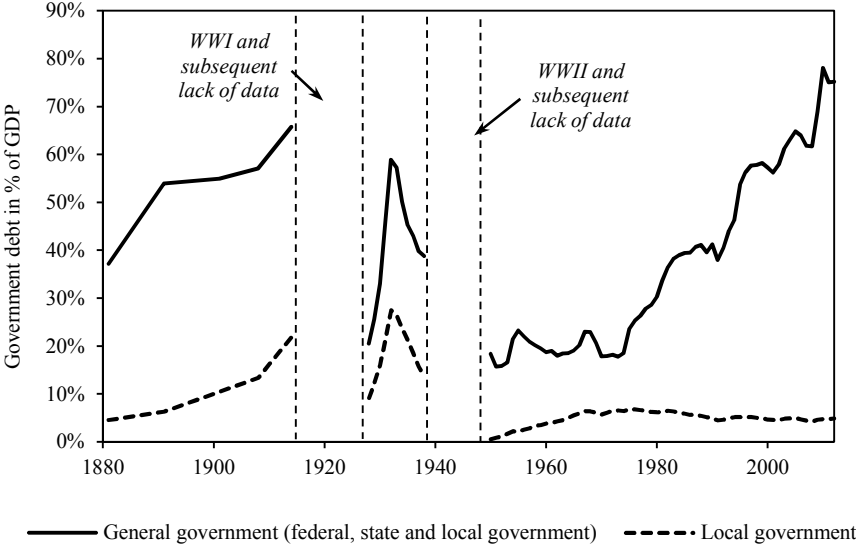 90%
80%
70%
60%
50%
40%
30%
20%
10%
0%
Government debt in % of GDP
WWI and
subsequent
lack of data
WWII and
subsequent
lack of data
1880 1900 1920 1940 1960 1980 2000
General government (federal, state and local government) Local government